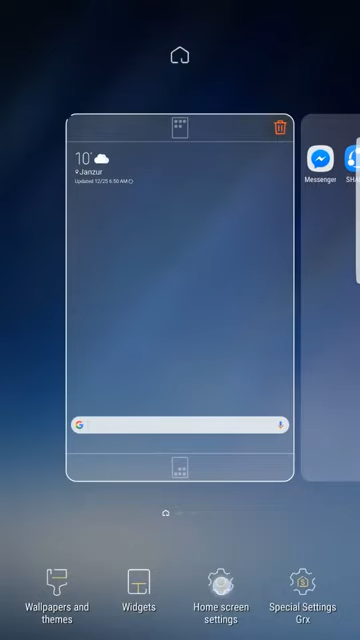 10°
Janzur
Updated 12/25 6:50 AM
Messenger
SHA
G
Wallpapers and
themes
Widgets
Home screen
settings
Special Settings
Grx